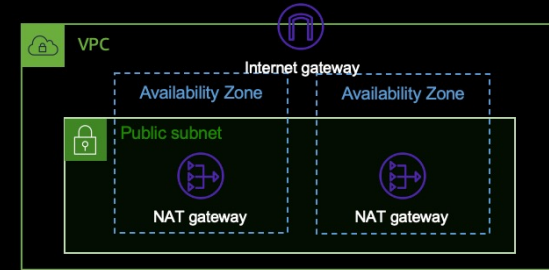 VPC
Internet gateway
Availability Zone
Availability Zone
Public subnet
NAT gateway
NAT gateway